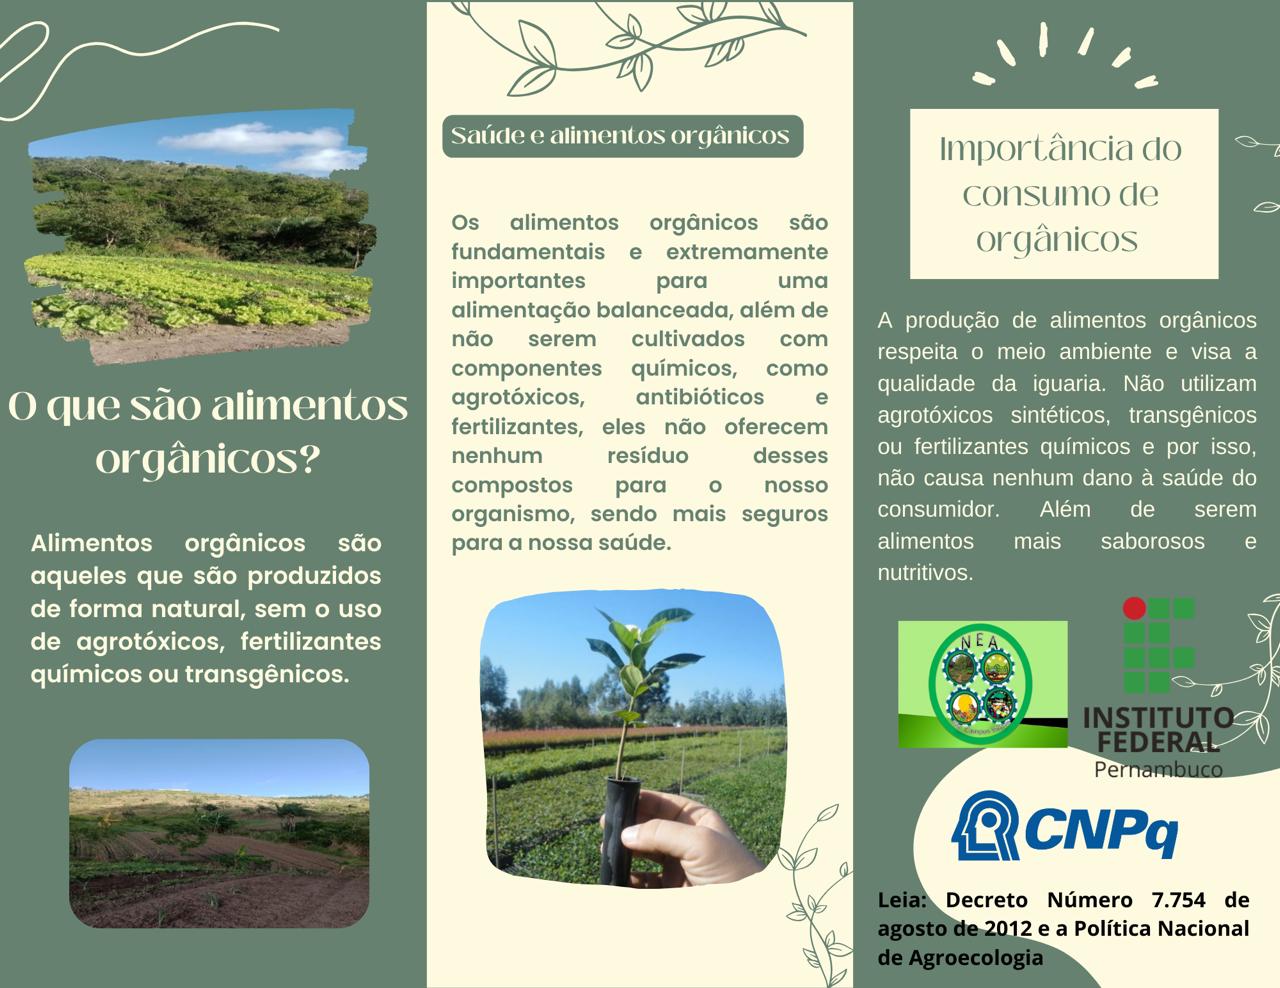 O que são alimentos
orgânicos?
Alimentos orgânicos são
aqueles que são produzidos
de forma natural, sem o uso
de agrotóxicos, fertilizantes
químicos ou transgênicos.
Saúde e alimentos orgânicos
Os alimentos orgânicos são
fundamentais e extremamente
importantes para uma
alimentação balanceada, além de
não serem cultivados com
componentes químicos, como
agrotóxicos, antibióticos e
fertilizantes, eles não oferecem
nenhum resíduo desses
compostos para o nosso
organismo, sendo mais seguros
para a nossa saúde.
Importância do
consumo de
orgânicos
A produção de alimentos orgânicos
respeita o meio ambiente e visa a
qualidade da iguaria. Não utilizam
agrotóxicos sintéticos, transgênicos
ou fertilizantes químicos e por isso,
não causa nenhum dano à saúde do
consumidor. Além de serem
alimentos mais saborosos e
nutritivos.
NEA
Campus
INSTITUTO
FEDERAL
Pernambuco
CNPq
Leia: Decreto Número 7.754 de
agosto de 2012 e a Política Nacional
de Agroecologia